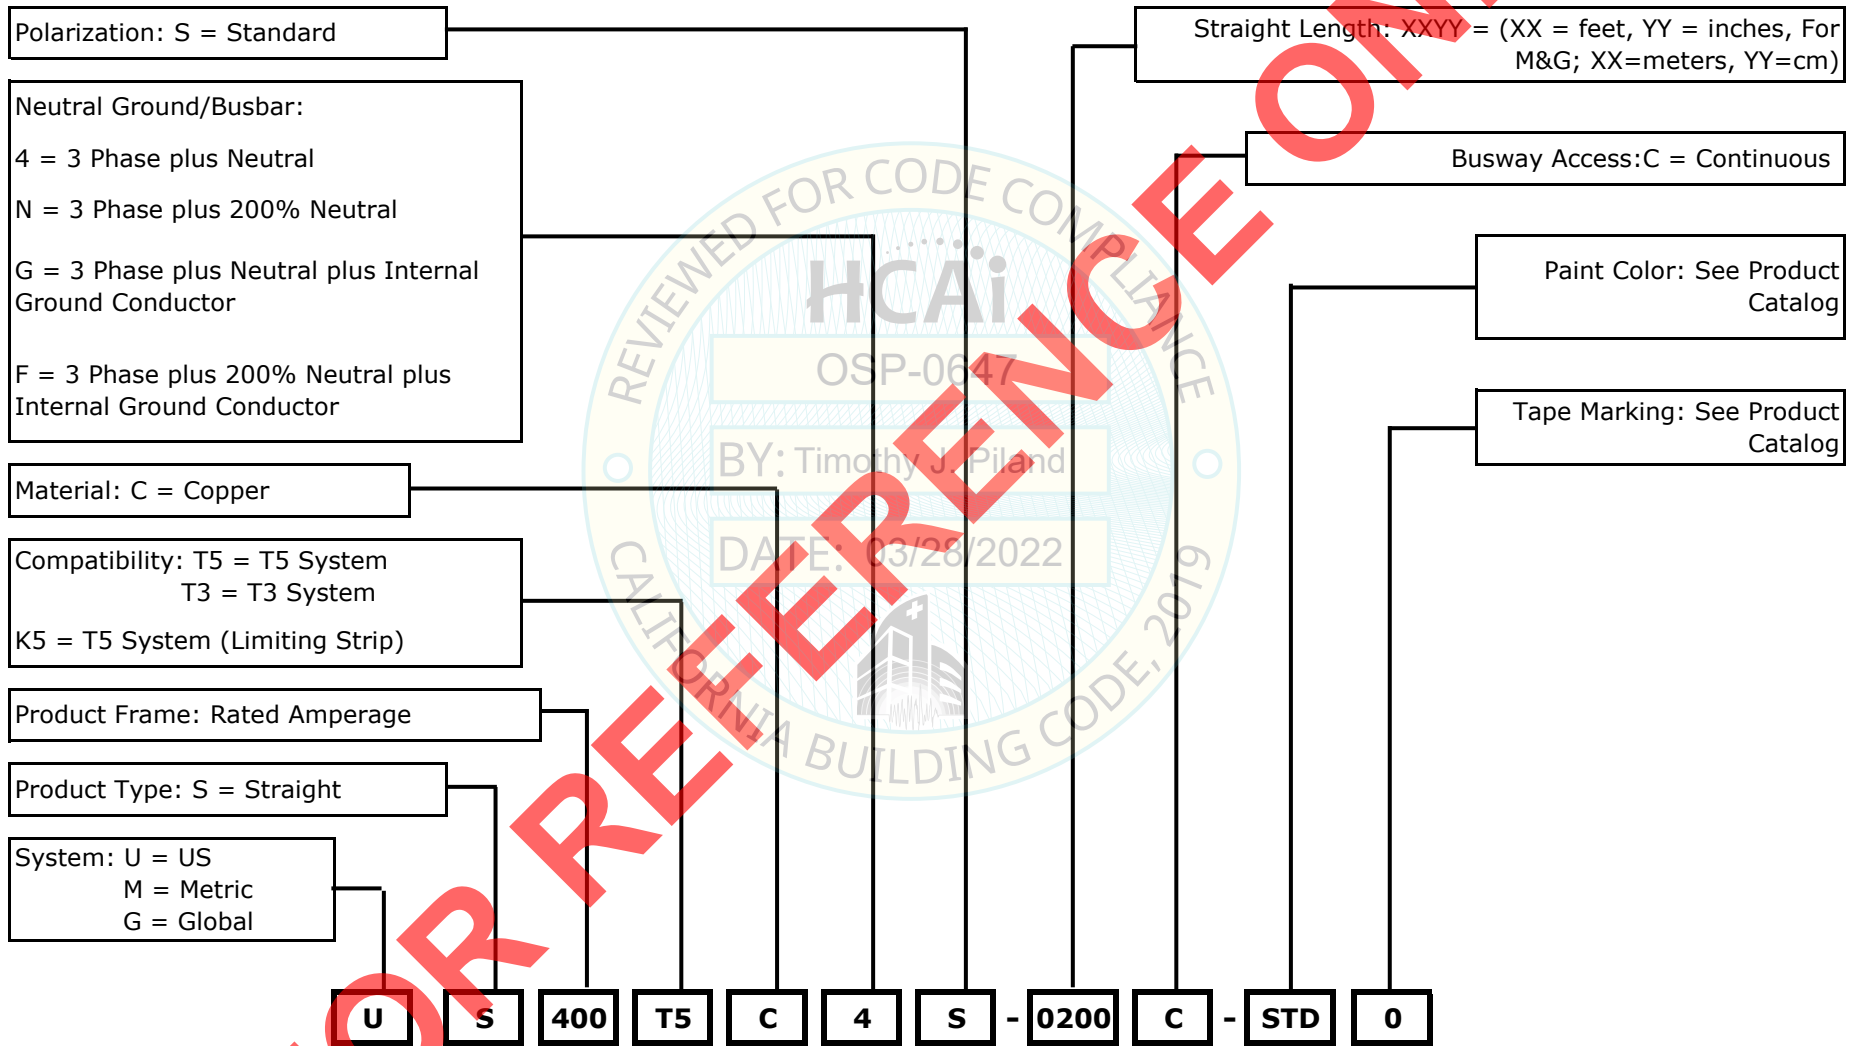 Polarization: S = Standard
Neutral Ground/Busbar:
4 = 3 Phase plus Neutral
N = 3 Phase plus 200% Neutral
G = 3 Phase plus Neutral plus Internal
Ground Conductor
F = 3 Phase plus 200% Neutral plus
Internal Ground Conductor
Material: C = Copper
Compatibility: T5 = T5 System
T3 = T3 System
K5 = T5 System (Limiting Strip)
Product Frame: Rated Amperage
Product Type: S = Straight
System: U = US
M = Metric
G = Global
Straight Length: XXYY = (XX = feet, YY = inches, For
M&G; XX=meters, YY=cm)
Busway Access:C = Continuous
Paint Color: See Product
Catalog
Tape Marking: See Product
Catalog
REVIEWED FOR CODE COMPLIANCE
HCAi
OSP-0647
BY: Timothy J. Piland
DATE: 03/28/2022
CALIFORNIA BUILDING CODE, 2019
U S 400 T5 C 4 S - 0200 C - STD 0
REFERENCE